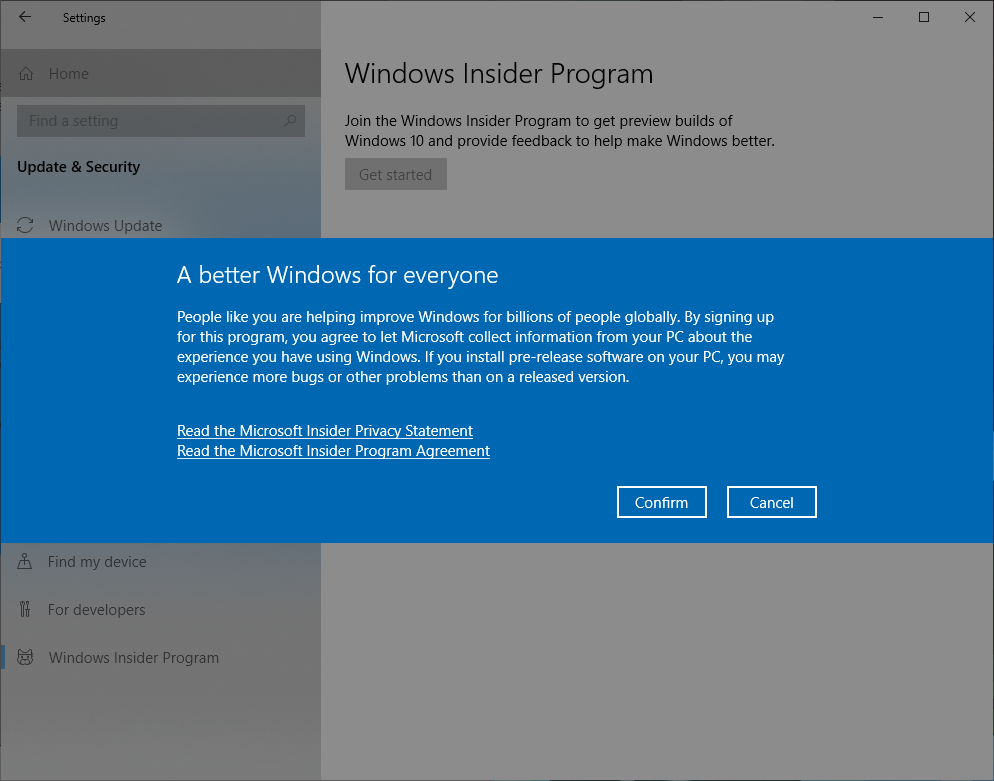 Settings
Home
Find a setting
Update & Security
Windows Update
Windows Insider Program
Join the Windows Insider Program to get preview builds of
Windows 10 and provide feedback to help make Windows better.
Get started
A better Windows for everyone
People like you are helping improve Windows for billions of people globally. By signing up
for this program, you agree to let Microsoft collect information from your PC about the
experience you have using Windows. If you install pre-release software on your PC, you may
experience more bugs or other problems than on a released version.
Read the Microsoft Insider Privacy Statement
Read the Microsoft Insider Program Agreement
Confirm
Cancel
Find my device
For developers
Windows Insider Program